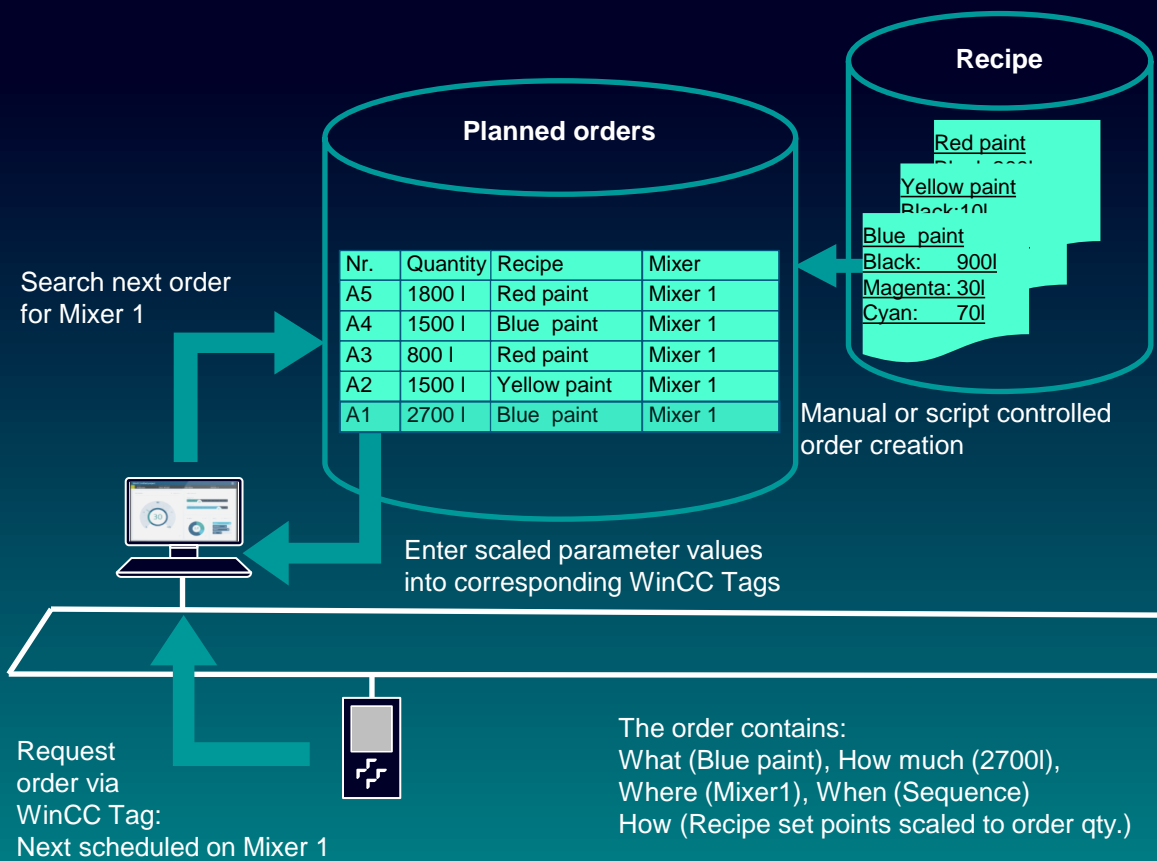 Recipe
Planned orders
Red paint
Yellow paint
Black:10l
Blue paint
Black: 900l
Magenta: 30l
Cyan: 70l
Nr. Quantity Recipe Mixer
A5 1800 l Red paint Mixer 1
A4 1500 l Blue paint Mixer 1
A3 800 l Red paint Mixer 1
A2 1500 l Yellow paint Mixer 1
A1 2700 l Blue paint Mixer 1
Search next order
for Mixer 1
Manual or script controlled
order creation
Enter scaled parameter values
into corresponding WinCC Tags
30
Request
order via
WinCC Tag:
Next scheduled on Mixer 1
The order contains:
What (Blue paint), How much (2700l),
Where (Mixer1), When (Sequence)
How (Recipe set points scaled to order qty.)